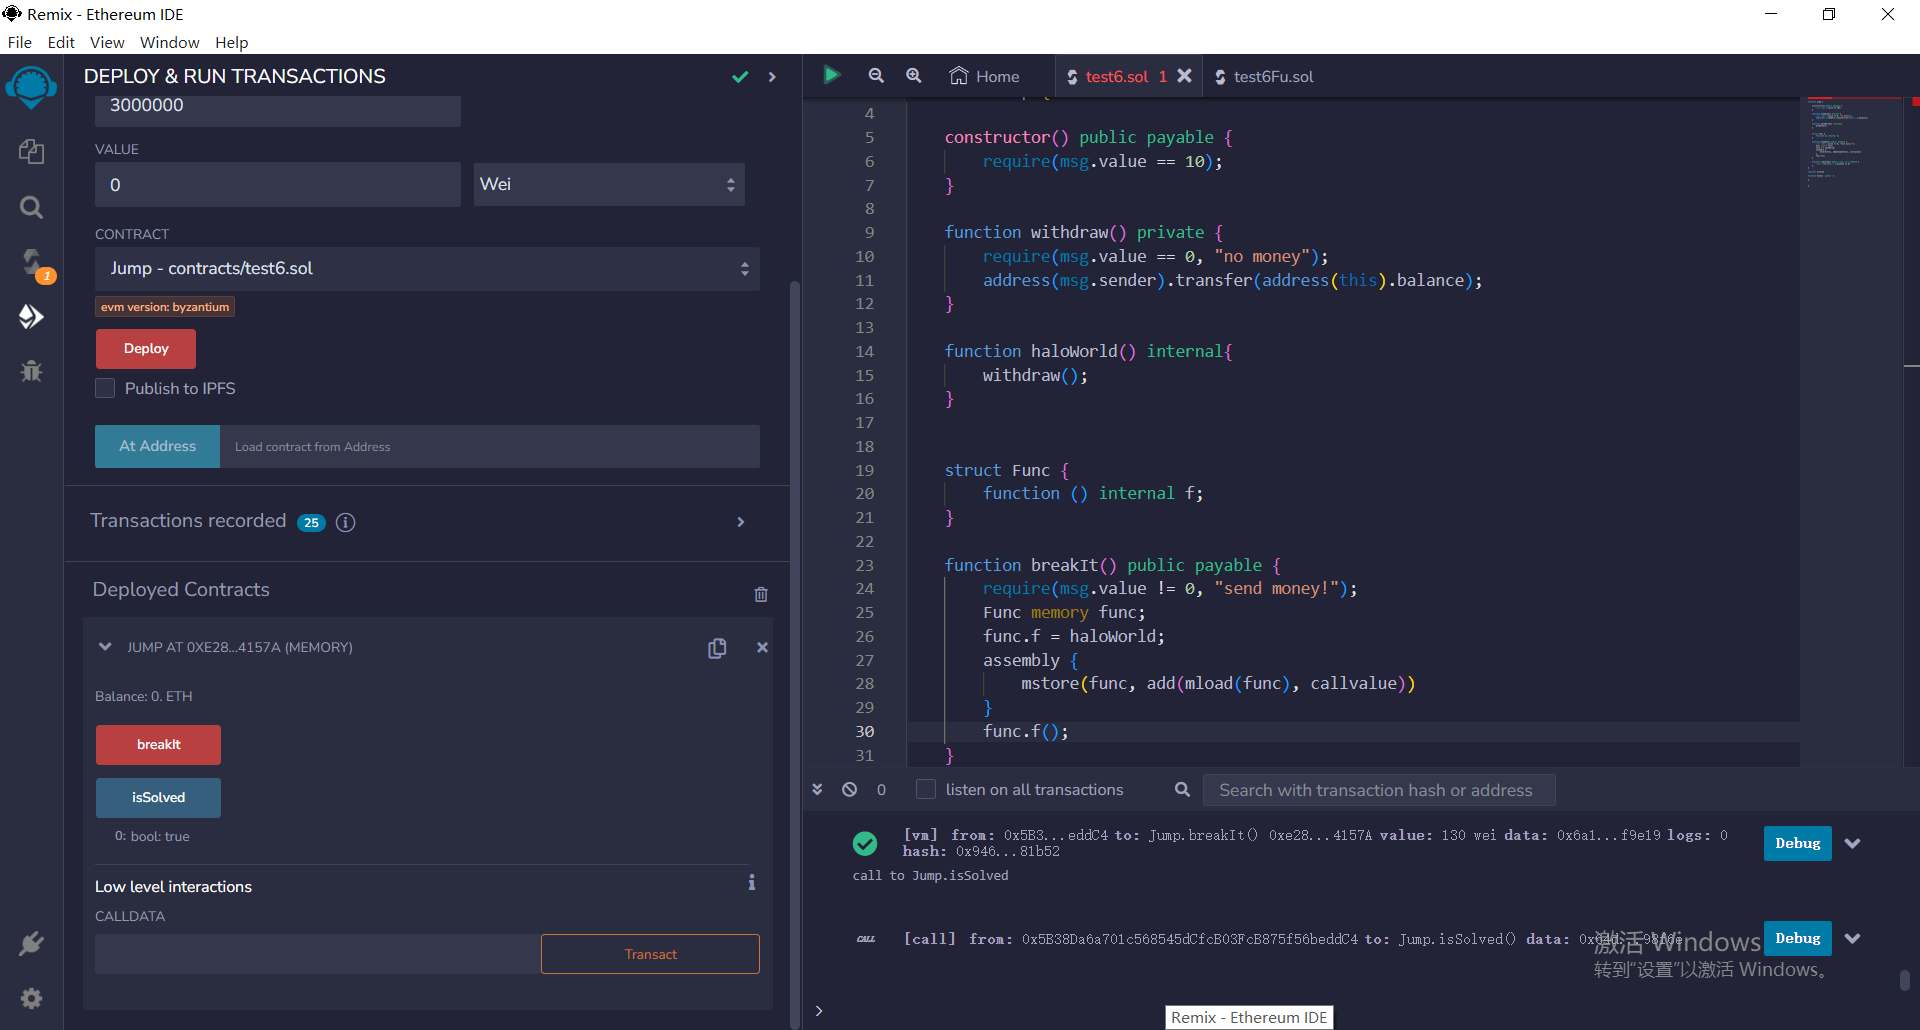 Remix - Ethereum IDE
File Edit View Window Help
DEPLOY & RUN TRANSACTIONS
3000000
VALUE
0 Wei
CONTRACT
Jump - contracts/test6.sol
evm version: byzantium
Deploy
Publish to IPFS
At Address Load contract from Address
Transactions recorded 25 i
Deployed Contracts
JUMP AT 0XE28...4157A (MEMORY)
Balance: 0. ETH
breakIt
isSolved
0: bool: true
Low level interactions i
CALLDATA
Transact
1
Home test6.sol 1 test6Fu.sol
4
5 constructor() public payable {
6 require(msg.value == 10);
7 }
8
9 function withdraw() private {
10 require(msg.value == 0, "no money");
11 address(msg.sender).transfer(address(this).balance);
12 }
13
14 function haloWorld() internal{
15 withdraw();
16 }
17
18
19 struct Func {
20 function () internal f;
21 }
22
23 function breakIt() public payable {
24 require(msg.value != 0, "send money!");
25 Func memory func;
26 func.f = haloWorld;
27 assembly {
28 mstore(func, add(mload(func), callvalue))
29 }
30 func.f();
31 }
0 listen on all transactions Search with transaction hash or address
[vm] from: 0x5B3...eddC4 to: Jump.breakIt() 0xe28...4157A value: 130 wei data: 0x6a1...f9e19 logs: 0
hash: 0x946...81b52
Debug
call to Jump.isSolved
CALL [call] from: 0x5B38Da6a701c568545dCfcB03FcB875f56beddC4 to: Jump.isSolved() data:
Debug
激活 Windows
转到"设置"以激活 Windows。
>
Remix - Ethereum IDE